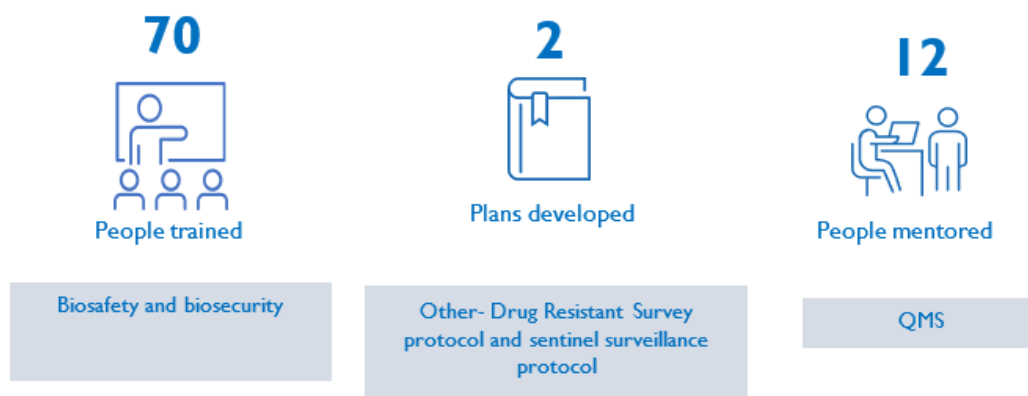 70
People trained
Biosafety and biosecurity
2
Plans developed
Other- Drug Resistant Survey
protocol and sentinel surveillance
protocol
12
People mentored
QMS